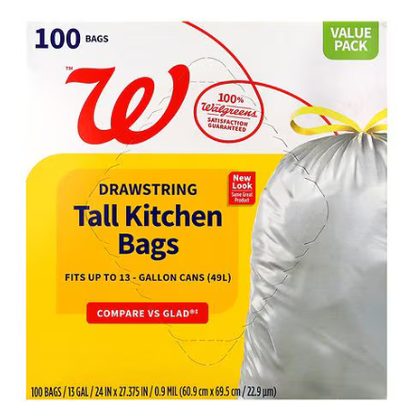 100 BAGS
VALUE
PACK
™
W
100%
Walgreens
SATISFACTION
GUARANTEED
New
Look
Same Great
Product
DRAWSTRING
Tall Kitchen
Bags
FITS UP TO 13 - GALLON CANS (49L)
COMPARE VS GLAD®‡
100 BAGS / 13 GAL / 24 IN x 27.375 IN / 0.9 MIL (60.9 cm x 69.5 cm / 22.9 µm)